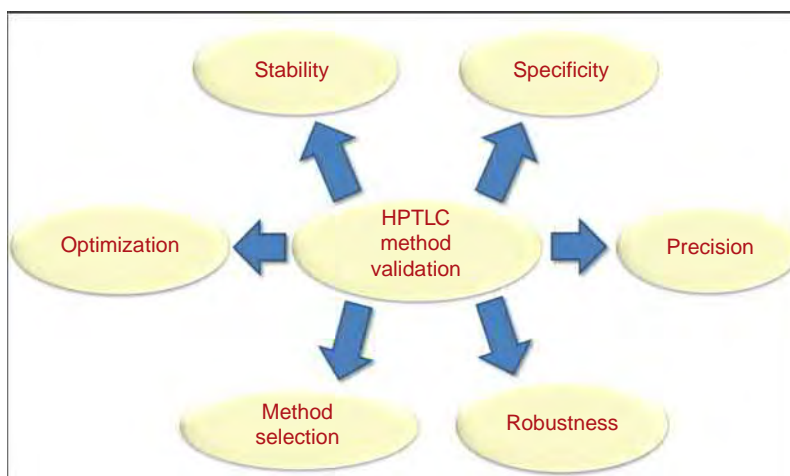 Stability
Specificity
Optimization
HPTLC
method
validation
Precision
Method
selection
Robustness